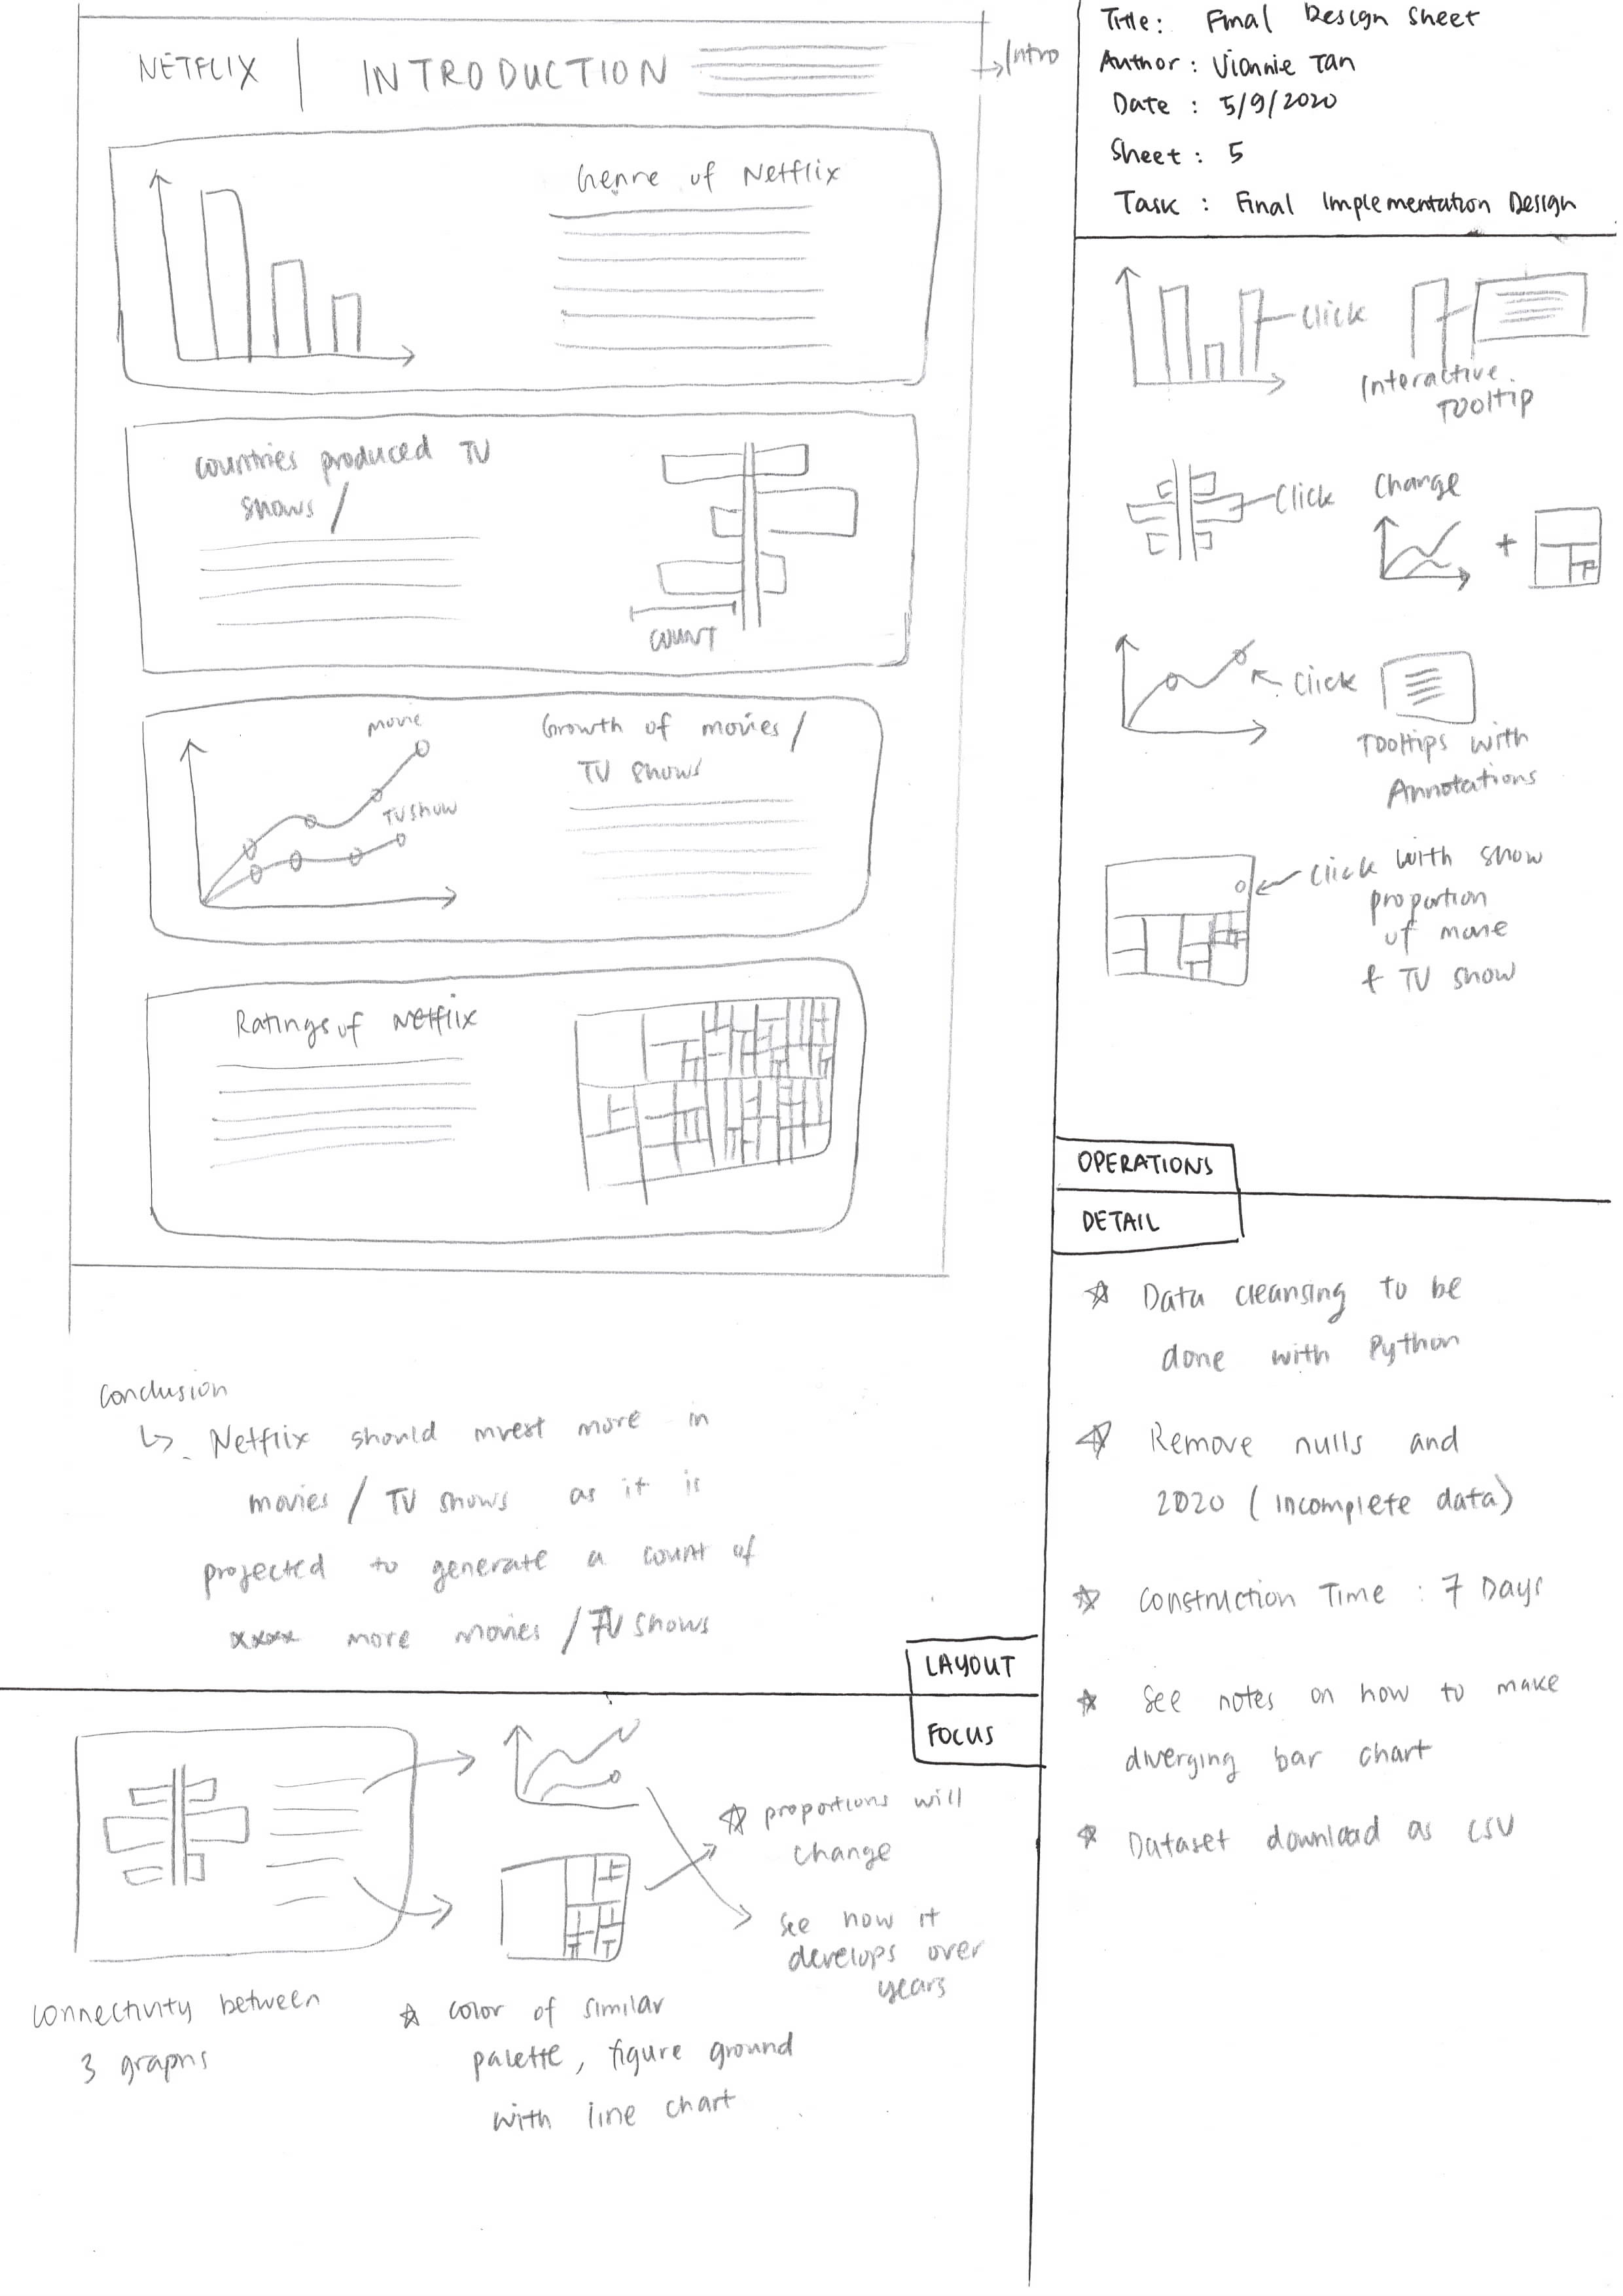 NETFLIX | INTRODUCTION
Intro
Genre of Netflix
Countries produced TV
shows /
COUNT
Movie
TV show
Growth of movies /
TV shows
Ratings of Netflix
Conclusion
Netflix should invest more in
movies / TV shows as it is
projected to generate a count of
xxxx more movies / TV shows
LAYOUT
FOCUS
connectivity between
3 graphs
proportions will
change
See how it
develops over
years
color of similar
palette, figure ground
with line chart
Title: Final Design Sheet
Author: Vionnie Tan
Date: 5/9/2020
Sheet: 5
Task: Final Implementation Design
Click
Interactive
Tooltip
Click
Change
+
Click
Tooltips with
Annotations
Click with show
proportion
of movie
& TV show
OPERATIONS
DETAIL
Data cleansing to be
done with Python
Remove nulls and
2020 (incomplete data)
Construction Time : 7 Days
See notes on how to make
diverging bar chart
Dataset download as CSV